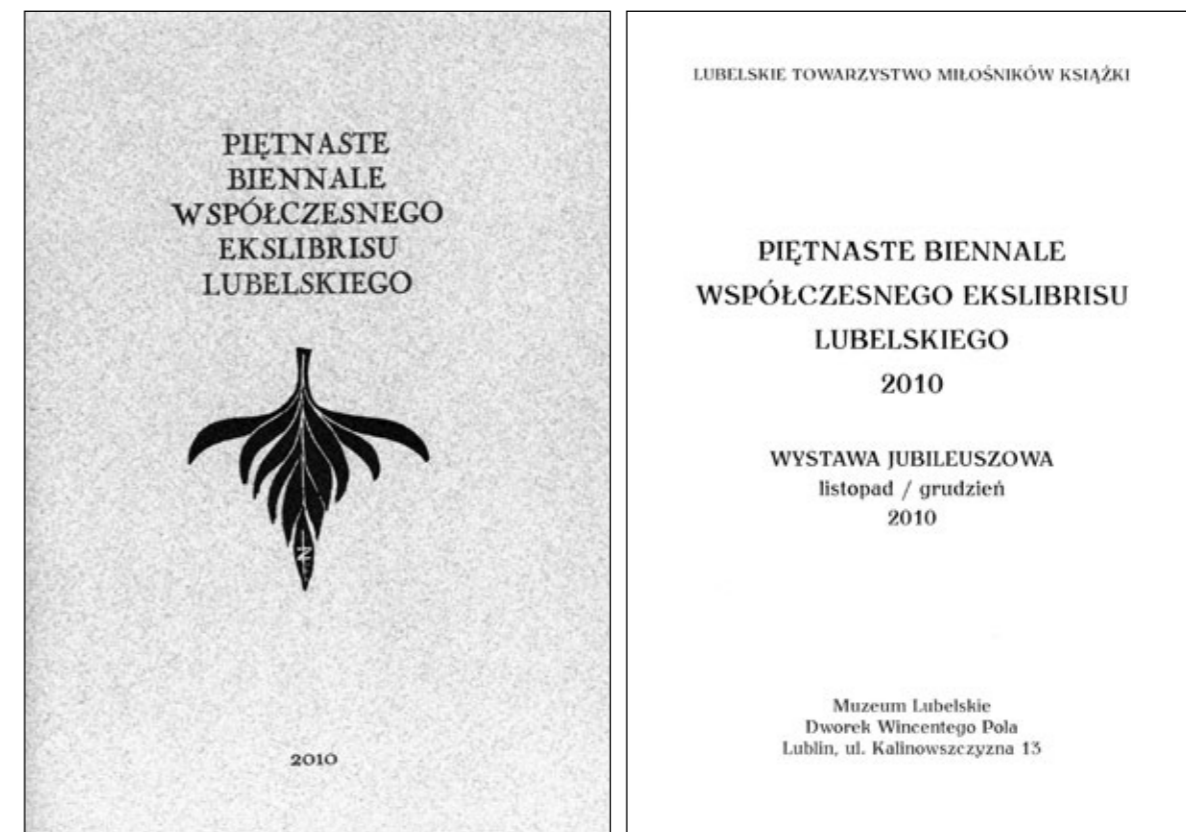 PIĘTNASTE
BIENNALE
WSPÓŁCZESNEGO
EKSLIBRISU
LUBELSKIEGO
2010
LUBELSKIE TOWARZYSTWO MIŁOŚNIKÓW KSIĄŻKI
PIĘTNASTE BIENNALE
WSPÓŁCZESNEGO EKSLIBRISU
LUBELSKIEGO
2010
WYSTAWA JUBILEUSZOWA
listopad / grudzień
2010
Muzeum Lubelskie
Dworek Wincentego Pola
Lublin, ul. Kalinowszczyzna 13